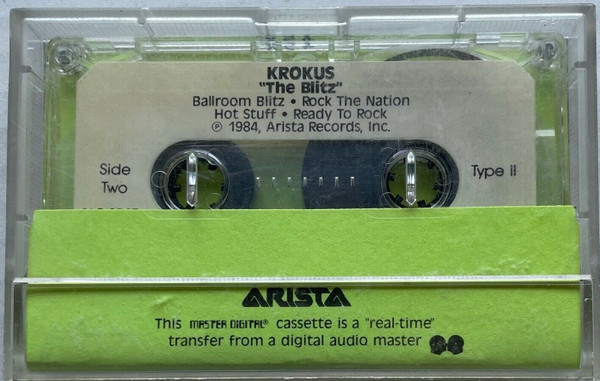 KROKUS
"The Blitz"
Ballroom Blitz • Rock The Nation
Hot Stuff • Ready To Rock
℗ 1984, Arista Records, Inc.
Side
Two
Type II
ARISTA
This MASTER DIGITAL® cassette is a "real-time"
transfer from a digital audio master